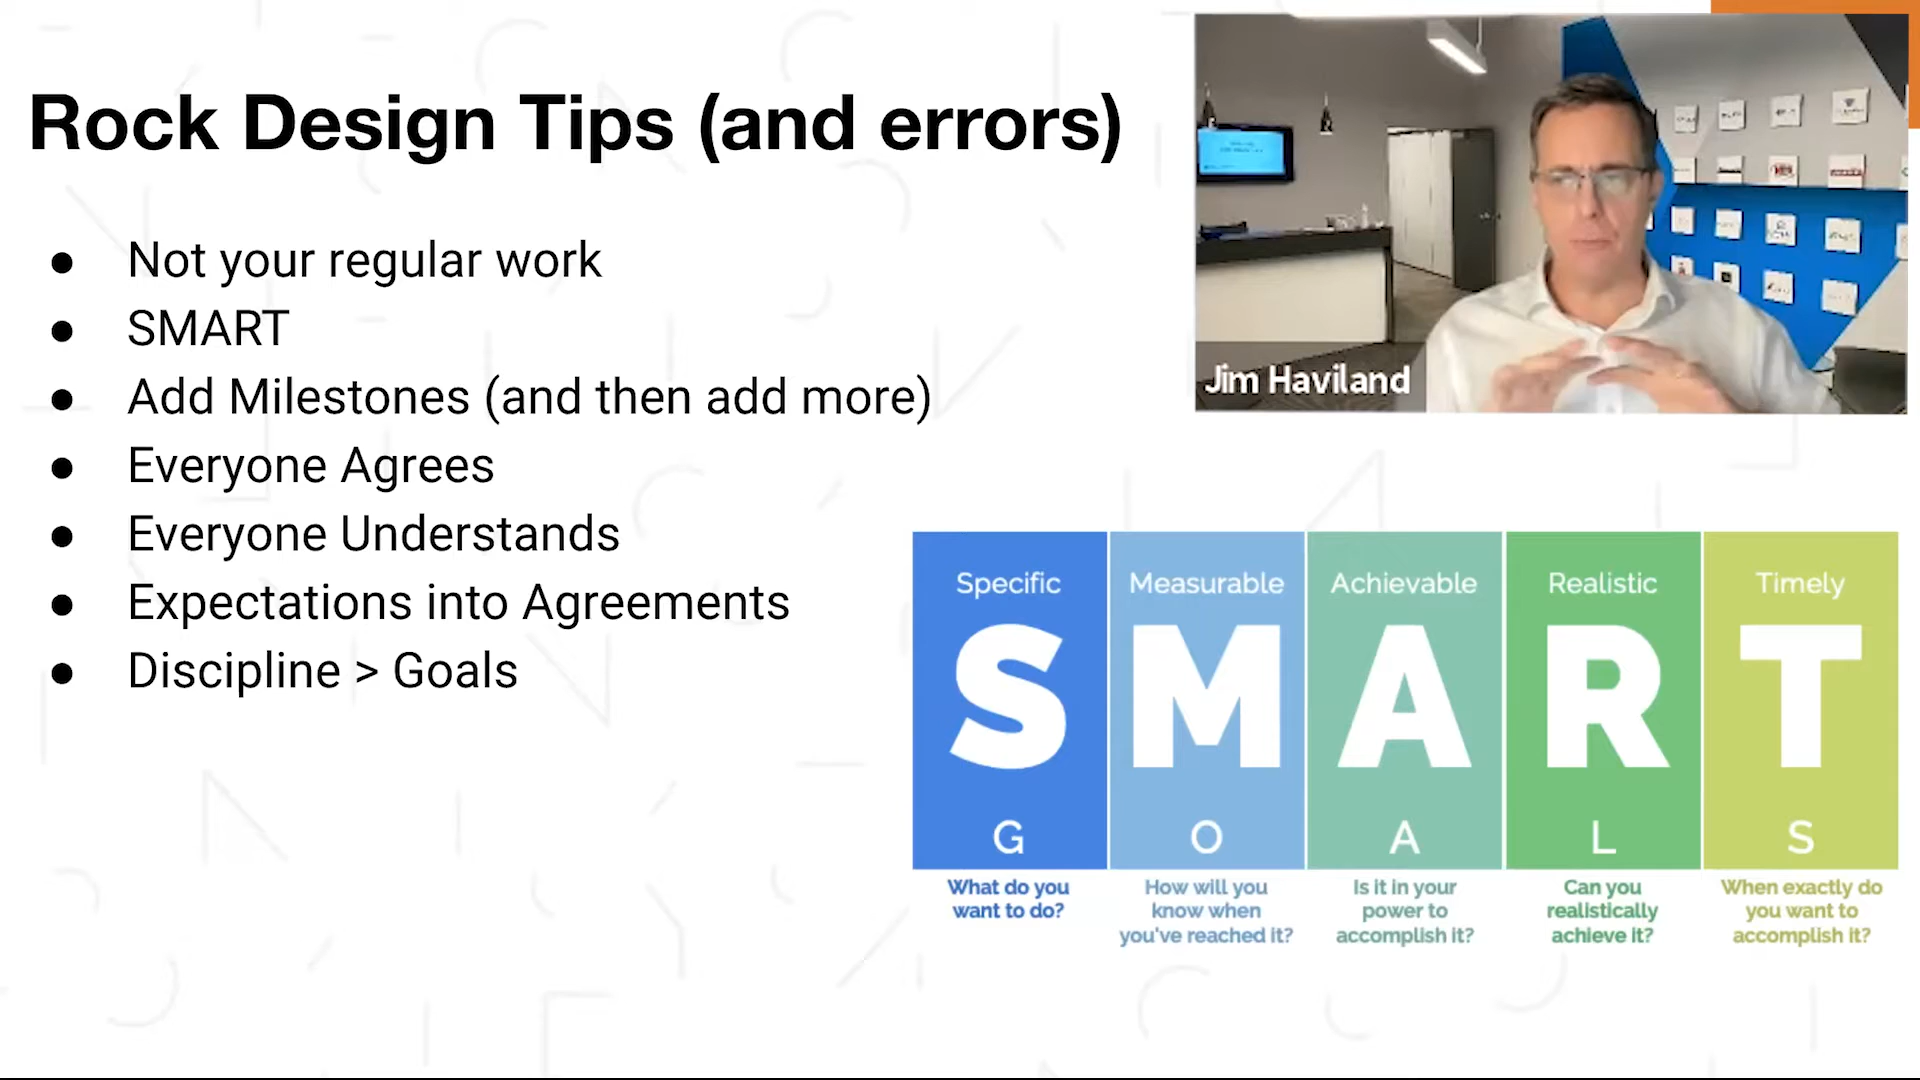 Rock Design Tips (and errors)
● Not your regular work
● SMART
● Add Milestones (and then add more)
● Everyone Agrees
● Everyone Understands
● Expectations into Agreements
● Discipline > Goals
Jim Haviland
Specific Measurable Achievable Realistic Timely
S M A R T
G O A L S
What do you
want to do?
How will you
know when
you've reached it?
Is it in your
power to
accomplish it?
Can you
realistically
achieve it?
When exactly do
you want to
accomplish it?